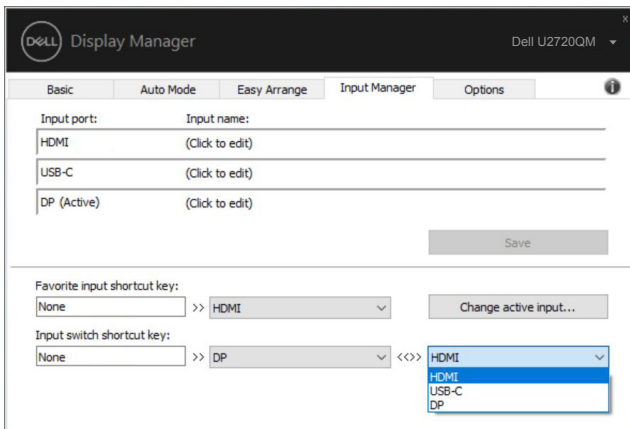 x
DELL Display Manager Dell U2720QM
Basic Auto Mode Easy Arrange Input Manager Options i
Input port: Input name:
HDMI (Click to edit)
USB-C (Click to edit)
DP (Active) (Click to edit)
Save
Favorite input shortcut key:
None >> HDMI Change active input...
Input switch shortcut key:
None >> DP <<>> HDMI
HDMI
USB-C
DP